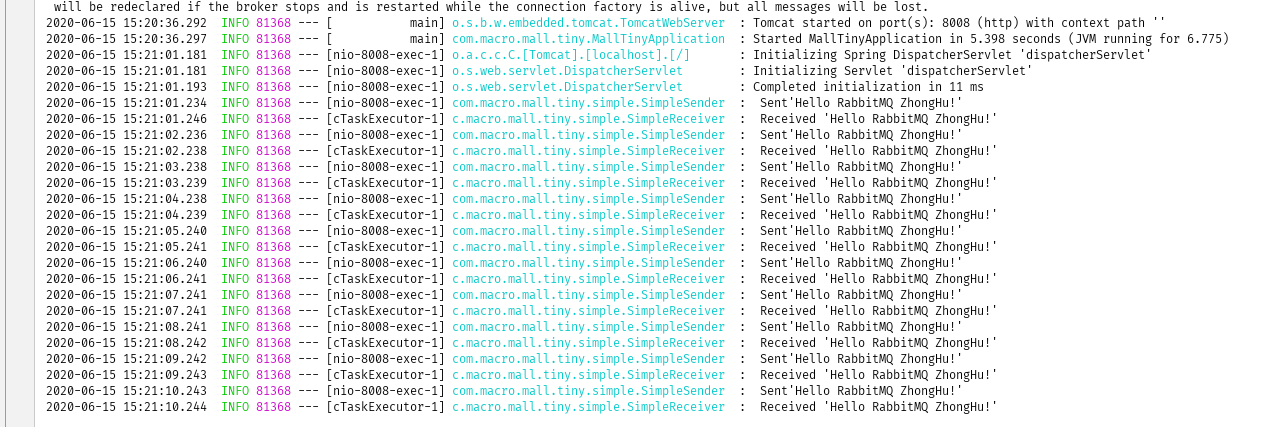 will be redeclared if the broker stops and is restarted while the connection factory is alive, but all messages will be lost.
2020-06-15 15:20:36.292  INFO 81368 --- [           main] o.s.b.w.embedded.tomcat.TomcatWebServer  : Tomcat started on port(s): 8008 (http) with context path ''
2020-06-15 15:20:36.297  INFO 81368 --- [           main] com.macro.mall.tiny.MallTinyApplication  : Started MallTinyApplication in 5.398 seconds (JVM running for 6.775)
2020-06-15 15:21:01.181  INFO 81368 --- [nio-8008-exec-1] o.a.c.c.C.[Tomcat].[localhost].[/]       : Initializing Spring DispatcherServlet 'dispatcherServlet'
2020-06-15 15:21:01.181  INFO 81368 --- [nio-8008-exec-1] o.s.web.servlet.DispatcherServlet        : Initializing Servlet 'dispatcherServlet'
2020-06-15 15:21:01.193  INFO 81368 --- [nio-8008-exec-1] o.s.web.servlet.DispatcherServlet        : Completed initialization in 11 ms
2020-06-15 15:21:01.234  INFO 81368 --- [nio-8008-exec-1] com.macro.mall.tiny.simple.SimpleSender  :  Sent'Hello RabbitMQ ZhongHu!'
2020-06-15 15:21:01.246  INFO 81368 --- [cTaskExecutor-1] c.macro.mall.tiny.simple.SimpleReceiver  :  Received 'Hello RabbitMQ ZhongHu!'
2020-06-15 15:21:02.236  INFO 81368 --- [nio-8008-exec-1] com.macro.mall.tiny.simple.SimpleSender  :  Sent'Hello RabbitMQ ZhongHu!'
2020-06-15 15:21:02.238  INFO 81368 --- [cTaskExecutor-1] c.macro.mall.tiny.simple.SimpleReceiver  :  Received 'Hello RabbitMQ ZhongHu!'
2020-06-15 15:21:03.238  INFO 81368 --- [nio-8008-exec-1] com.macro.mall.tiny.simple.SimpleSender  :  Sent'Hello RabbitMQ ZhongHu!'
2020-06-15 15:21:03.239  INFO 81368 --- [cTaskExecutor-1] c.macro.mall.tiny.simple.SimpleReceiver  :  Received 'Hello RabbitMQ ZhongHu!'
2020-06-15 15:21:04.238  INFO 81368 --- [nio-8008-exec-1] com.macro.mall.tiny.simple.SimpleSender  :  Sent'Hello RabbitMQ ZhongHu!'
2020-06-15 15:21:04.239  INFO 81368 --- [cTaskExecutor-1] c.macro.mall.tiny.simple.SimpleReceiver  :  Received 'Hello RabbitMQ ZhongHu!'
2020-06-15 15:21:05.240  INFO 81368 --- [nio-8008-exec-1] com.macro.mall.tiny.simple.SimpleSender  :  Sent'Hello RabbitMQ ZhongHu!'
2020-06-15 15:21:05.241  INFO 81368 --- [cTaskExecutor-1] c.macro.mall.tiny.simple.SimpleReceiver  :  Received 'Hello RabbitMQ ZhongHu!'
2020-06-15 15:21:06.240  INFO 81368 --- [nio-8008-exec-1] com.macro.mall.tiny.simple.SimpleSender  :  Sent'Hello RabbitMQ ZhongHu!'
2020-06-15 15:21:06.241  INFO 81368 --- [cTaskExecutor-1] c.macro.mall.tiny.simple.SimpleReceiver  :  Received 'Hello RabbitMQ ZhongHu!'
2020-06-15 15:21:07.241  INFO 81368 --- [nio-8008-exec-1] com.macro.mall.tiny.simple.SimpleSender  :  Sent'Hello RabbitMQ ZhongHu!'
2020-06-15 15:21:07.241  INFO 81368 --- [cTaskExecutor-1] c.macro.mall.tiny.simple.SimpleReceiver  :  Received 'Hello RabbitMQ ZhongHu!'
2020-06-15 15:21:08.241  INFO 81368 --- [nio-8008-exec-1] com.macro.mall.tiny.simple.SimpleSender  :  Sent'Hello RabbitMQ ZhongHu!'
2020-06-15 15:21:08.242  INFO 81368 --- [cTaskExecutor-1] c.macro.mall.tiny.simple.SimpleReceiver  :  Received 'Hello RabbitMQ ZhongHu!'
2020-06-15 15:21:09.242  INFO 81368 --- [nio-8008-exec-1] com.macro.mall.tiny.simple.SimpleSender  :  Sent'Hello RabbitMQ ZhongHu!'
2020-06-15 15:21:09.243  INFO 81368 --- [cTaskExecutor-1] c.macro.mall.tiny.simple.SimpleReceiver  :  Received 'Hello RabbitMQ ZhongHu!'
2020-06-15 15:21:10.243  INFO 81368 --- [nio-8008-exec-1] com.macro.mall.tiny.simple.SimpleSender  :  Sent'Hello RabbitMQ ZhongHu!'
2020-06-15 15:21:10.244  INFO 81368 --- [cTaskExecutor-1] c.macro.mall.tiny.simple.SimpleReceiver  :  Received 'Hello RabbitMQ ZhongHu!'